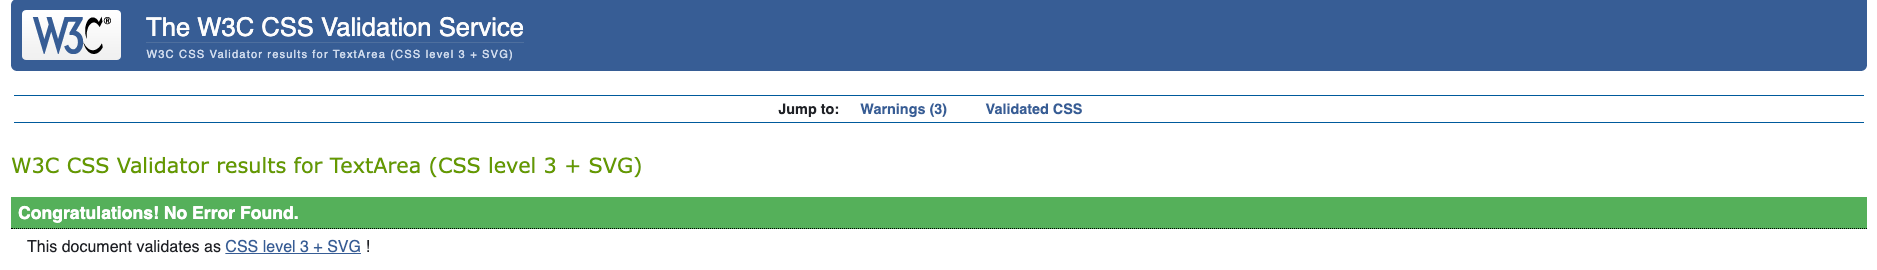 W3C®
The W3C CSS Validation Service
W3C CSS Validator results for TextArea (CSS level 3 + SVG)
Jump to: Warnings (3) Validated CSS
W3C CSS Validator results for TextArea (CSS level 3 + SVG)
Congratulations! No Error Found.
This document validates as CSS level 3 + SVG !